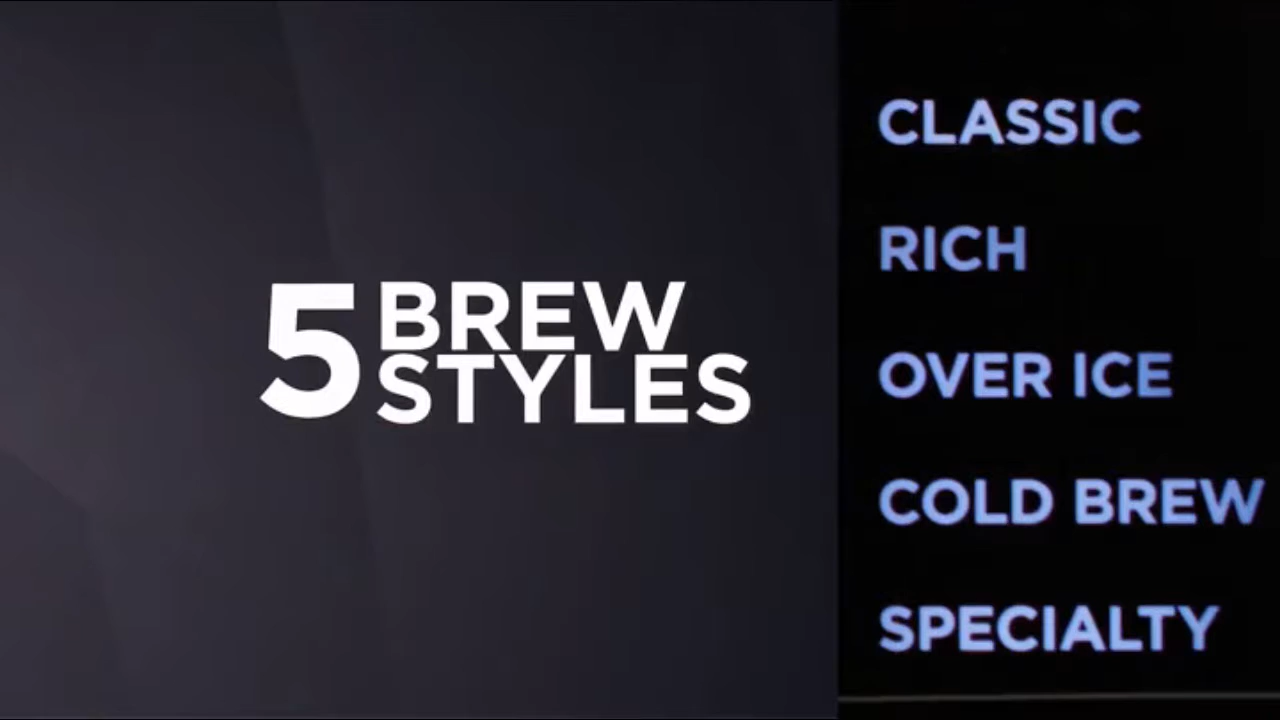 5 BREW
STYLES
CLASSIC
RICH
OVER ICE
COLD BREW
SPECIALTY